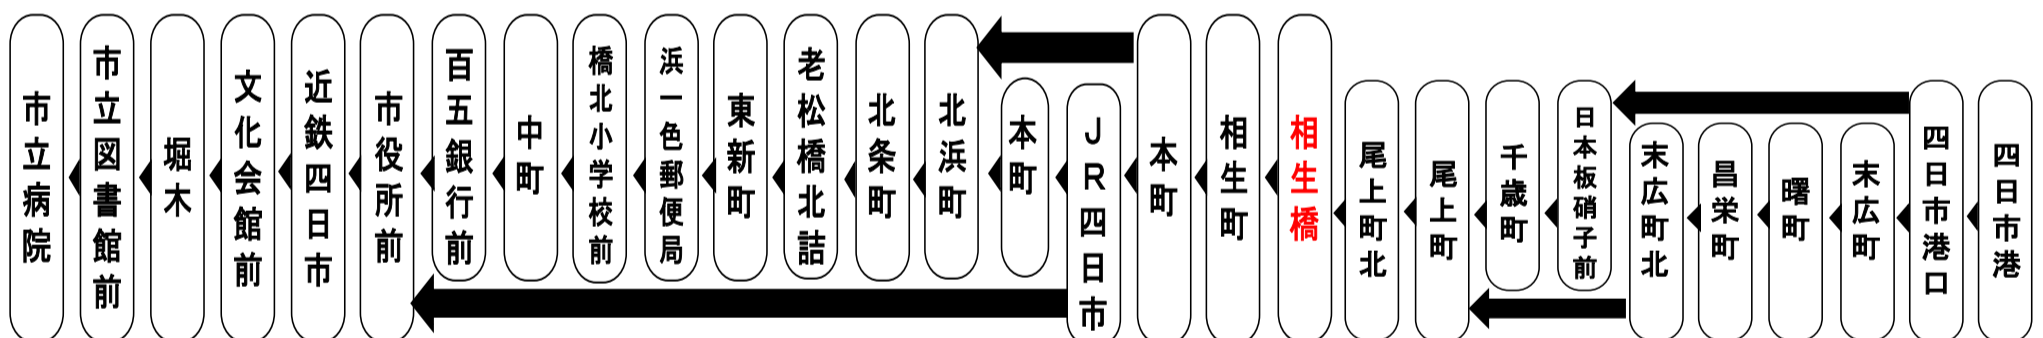 市立病院
市立図書館前
堀木
文化会館前
近鉄四日市
市役所前
百五銀行前
中町
橋北小学校前
浜一色郵便局
東新町
老松橋北詰
北条町
北浜町
本町
JR四日市
本町
相生町
相生橋
尾上町北
尾上町
千歳町
日本板硝子前
末広町北
昌栄町
曙町
末広町
四日市港口
四日市港